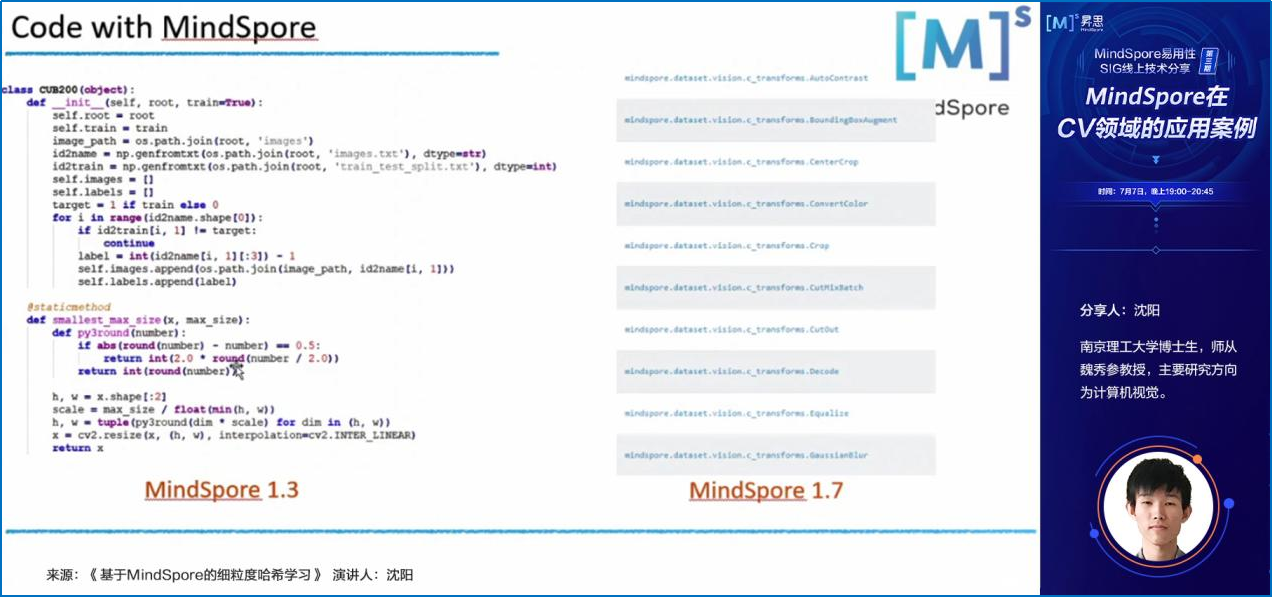 Code with MindSpore
[M]s
dSpore
class CUB200(object):
def __init__(self, root, train=True):
self.root = root
self.train = train
image_path = os.path.join(root, 'images')
id2name = np.genfromtxt(os.path.join(root, 'images.txt'), dtype=str)
id2train = np.genfromtxt(os.path.join(root, 'train_test_split.txt'), dtype=int)
self.images = []
self.labels = []
target = 1 if train else 0
for i in range(id2name.shape[0]):
if id2train[i, 1] != target:
continue
label = int(id2name[i, 1][:3]) - 1
self.images.append(os.path.join(image_path, id2name[i, 1]))
self.labels.append(label)
@staticmethod
def smallest_max_size(x, max_size):
def py3round(number):
if abs(round(number) - number) == 0.5:
return int(2.0 * round(number / 2.0))
return int(round(number))
h, w = x.shape[:2]
scale = max_size / float(min(h, w))
h, w = tuple(py3round(dim * scale) for dim in (h, w))
x = cv2.resize(x, (h, w), interpolation=cv2.INTER_LINEAR)
return x
MindSpore 1.3
mindspore.dataset.vision.c_transforms.AutoContrast
mindspore.dataset.vision.c_transforms.BoundingBoxAugment
mindspore.dataset.vision.c_transforms.CenterCrop
mindspore.dataset.vision.c_transforms.ConvertColor
mindspore.dataset.vision.c_transforms.Crop
mindspore.dataset.vision.c_transforms.CutMixBatch
mindspore.dataset.vision.c_transforms.CutOut
mindspore.dataset.vision.c_transforms.Decode
mindspore.dataset.vision.c_transforms.Equalize
mindspore.dataset.vision.c_transforms.GaussianBlur
MindSpore 1.7
来源：《基于MindSpore的细粒度哈希学习》 演讲人：沈阳
[M]s 昇思
MindSpore
MindSpore易用性
SIG线上技术分享
第三期
MindSpore在
CV领域的应用案例
时间：7月7日，晚上19:00-20:45
分享人：沈阳
南京理工大学博士生，师从
魏秀参教授，主要研究方向
为计算机视觉。